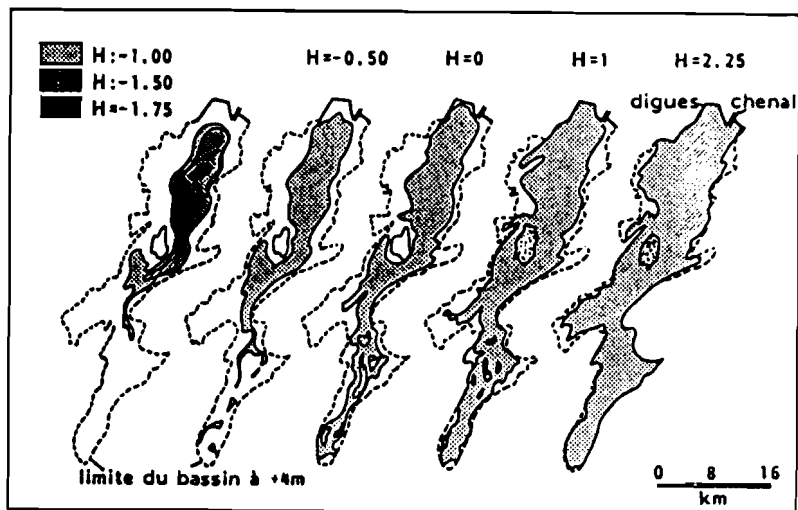 H:-1.00
H:-1.50
H=-1.75
H=-0.50
H=0
H=1
H=2.25
digues chenal
limite du bassin à +4m
0 8 16
km